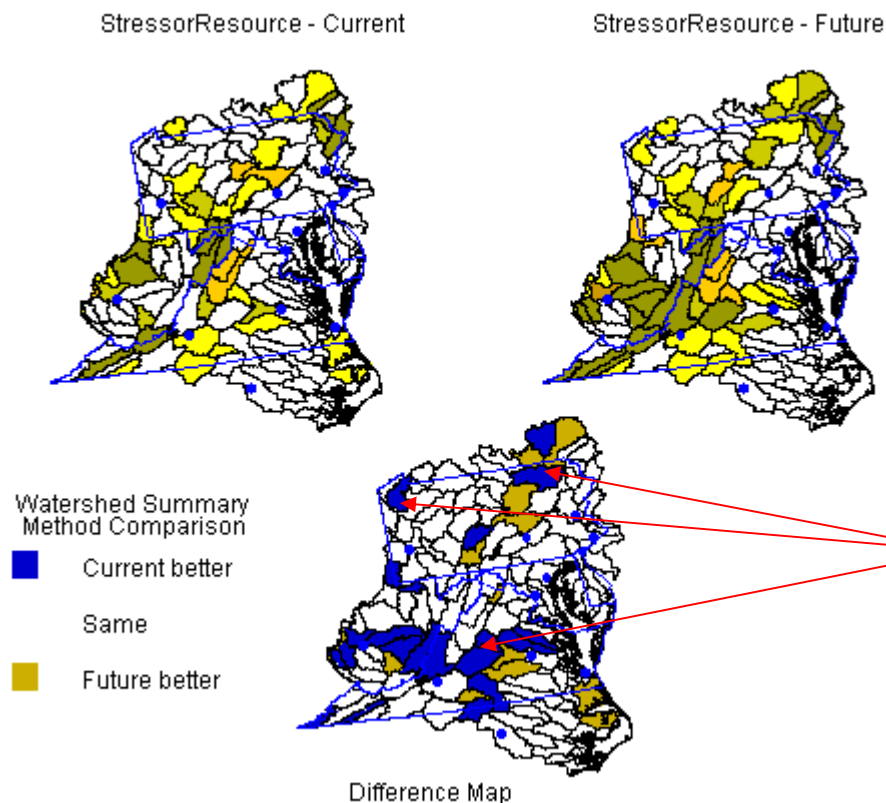 StressorResource - Current
StressorResource - Future
Watershed Summary
Method Comparison
Current better
Same
Future better
Difference Map